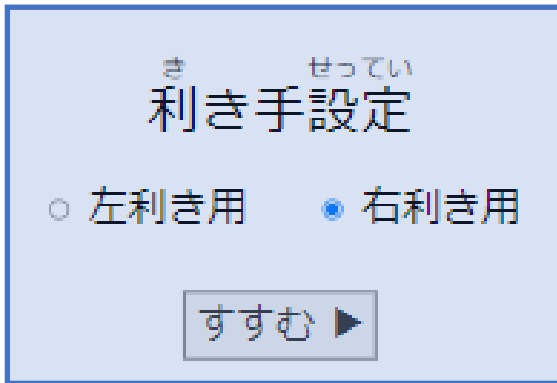 き せってい
利き手設定
左利き用 右利き用
すすむ ▶